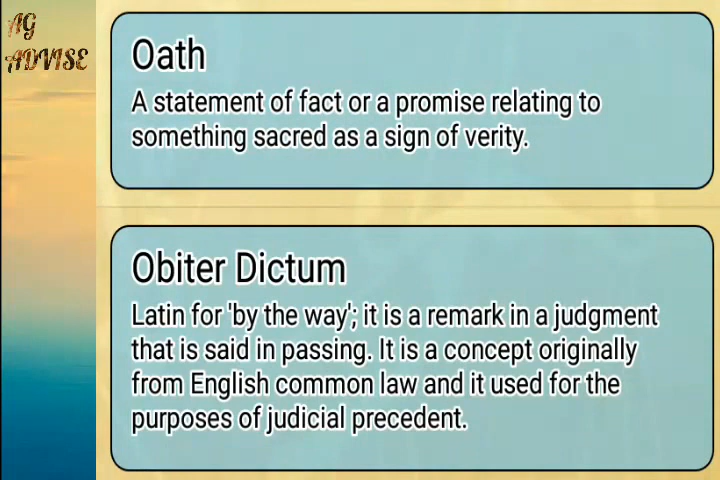 AG
ADVISE
Oath
A statement of fact or a promise relating to
something sacred as a sign of verity.
Obiter Dictum
Latin for 'by the way'; it is a remark in a judgment
that is said in passing. It is a concept originally
from English common law and it used for the
purposes of judicial precedent.